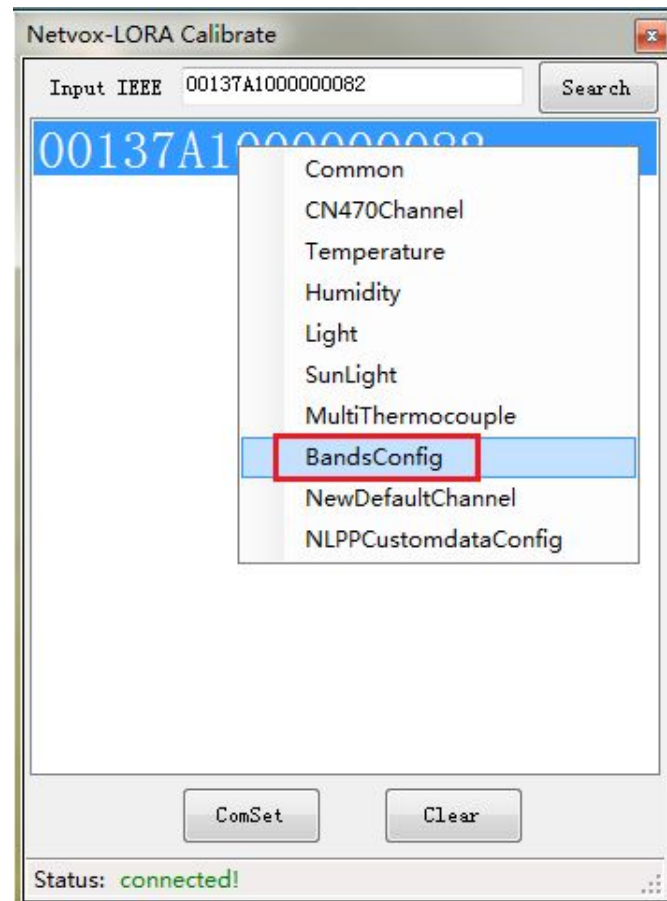 Netvox-LORA Calibrate
Input IEEE 00137A1000000082 Search
00137A1000000082
Common
CN470Channel
Temperature
Humidity
Light
SunLight
MultiThermocouple
BandsConfig
NewDefaultChannel
NLPPCustomdataConfig
ComSet Clear
Status: connected!